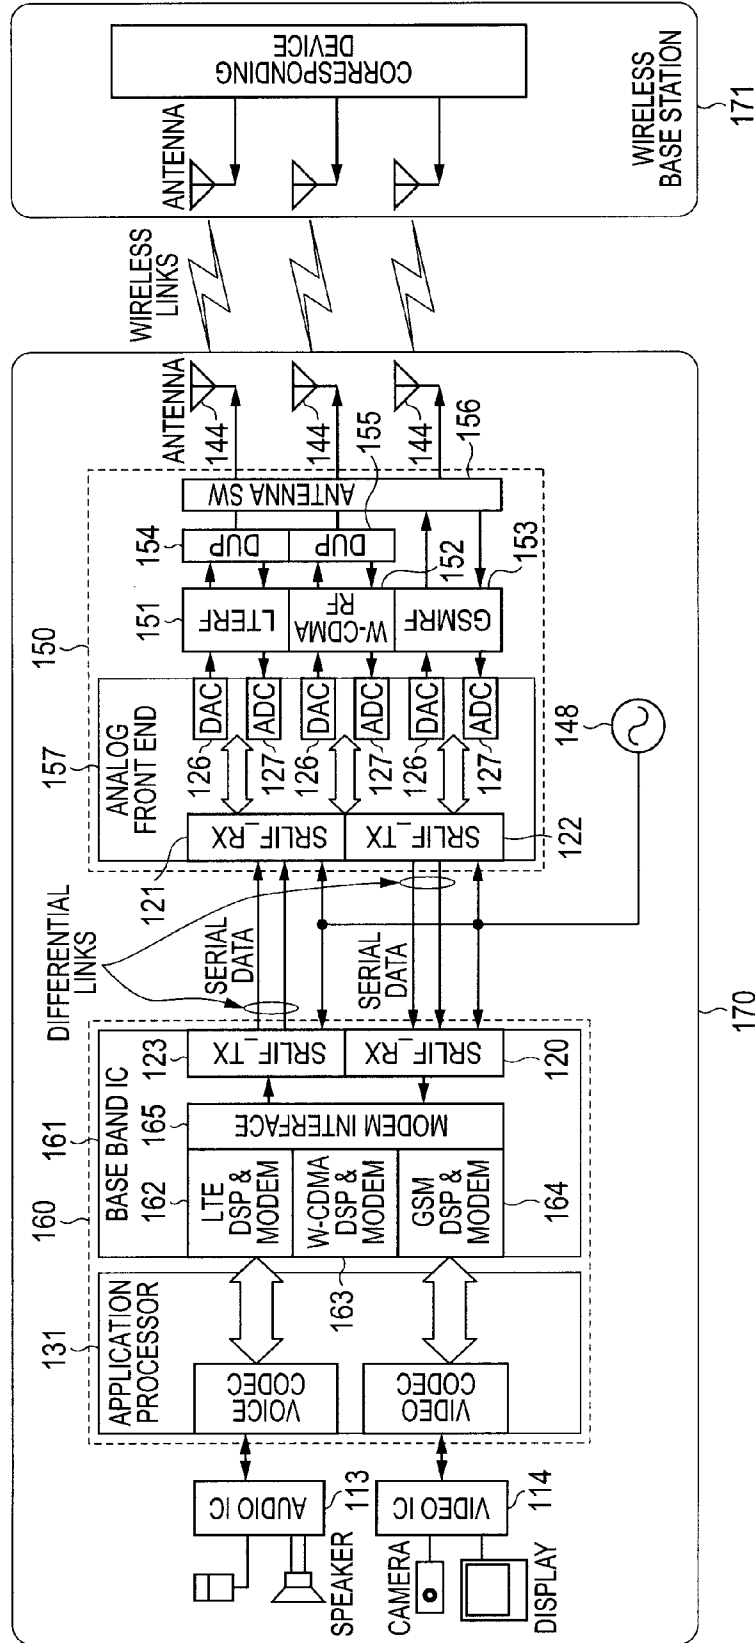 CORRESPONDING
DEVICE
WIRELESS
BASE STATION
171
ANTENNA
WIRELESS
LINKS
ANTENNA
144
144
144
150
154
155
156
ANTENNA SW
DUP
DUP
151
LTERF
W-CDMA
RF
GSMRF
152
153
157
ANALOG
FRONT END
DAC
ADC
DAC
ADC
DAC
ADC
126
127
126
127
126
127
148
121
SRLIF_RX
SRLIF_TX
122
DIFFERENTIAL
LINKS
SERIAL
DATA
SERIAL
DATA
170
160
161
BASE BAND IC
123
SRLIF_TX
SRLIF_RX
120
165
MODEM INTERFACE
162
LTE
DSP &
MODEM
W-CDMA
DSP &
MODEM
GSM
DSP &
MODEM
163
164
131
APPLICATION
PROCESSOR
VOICE
CODEC
VIDEO
CODEC
AUDIO IC
113
VIDEO IC
114
SPEAKER
CAMERA
DISPLAY